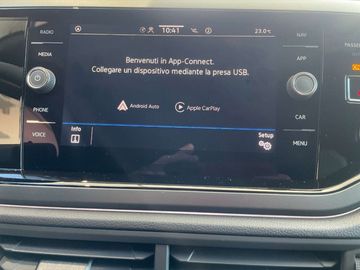 RADIO
10:41
23.0°C
NAV
MEDIA
Benvenuti in App-Connect.
Collegare un dispositivo mediante la presa USB.
APP
PASSE
Android Auto
Apple CarPlay
PHONE
CAR
VOICE
Info
Setup
MENU